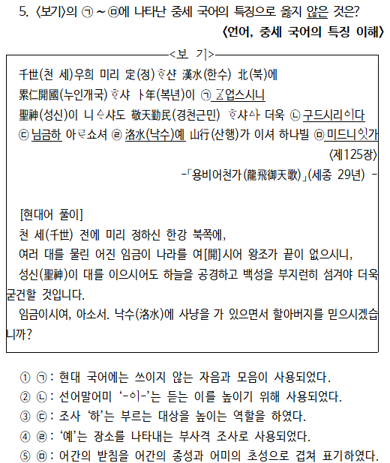 5. <보기>의 ㉠ ~ ㉤에 나타난 중세 국어의 특징으로 옳지 않은 것은?
<언어, 중세 국어의 특징 이해>
<보 기>
千世(천 세)우희 미리 定(정)ᄒᆞ샨 漢水(한수) 北(북)에
累仁開國(누인개국)ᄒᆞ샤 卜年(복년)이 ㉠ ᄀᆞᇫ업스시니
聖神(성신)이 니ᅀᆞ샤도 敬天勤民(경천근민) ᄒᆞ샤ᅀᅡ 더욱 ㉡ 구드시리이다
㉢ 님금하 아ᄅᆞ쇼셔 ㉣ 洛水(낙수)예 山行(산행)가 이셔 하나빌 ㉤ 미드니ᅌᅵᆺ가
<제125장>
-「용비어천가(龍飛御天歌)」(세종 29년) -
[현대어 풀이]
천 세(千世) 전에 미리 정하신 한강 북쪽에,
여러 대를 물린 어진 임금이 나라를 여[開]시어 왕조가 끝이 없으시니,
성신(聖神)이 대를 이으시어도 하늘을 공경하고 백성을 부지런히 섬겨야 더욱
굳건할 것입니다.
임금이시여, 아소서. 낙수(洛水)에 사냥을 가 있으면서 할아버지를 믿으시겠습
니까?
① ㉠ : 현대 국어에는 쓰이지 않는 자음과 모음이 사용되었다.
② ㉡ : 선어말어미 ‘-ᅌᅵ-’는 듣는 이를 높이기 위해 사용되었다.
③ ㉢ : 조사 ‘하’는 부르는 대상을 높이는 역할을 하였다.
④ ㉣ : ‘예’는 장소를 나타내는 부사격 조사로 사용되었다.
⑤ ㉤ : 어간의 받침을 어간의 종성과 어미의 초성으로 겹쳐 표기하였다.